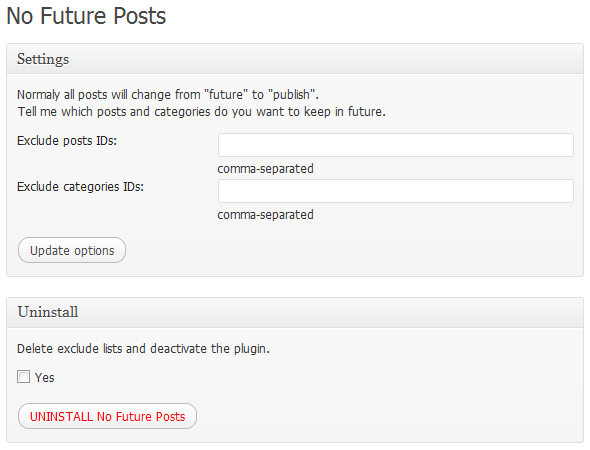 No Future Posts
Settings
Normaly all posts will change from "future" to "publish".
Tell me which posts and categories do you want to keep in future.
Exclude posts IDs:
comma-separated
Exclude categories IDs:
comma-separated
Update options
Uninstall
Delete exclude lists and deactivate the plugin.
Yes
UNINSTALL No Future Posts